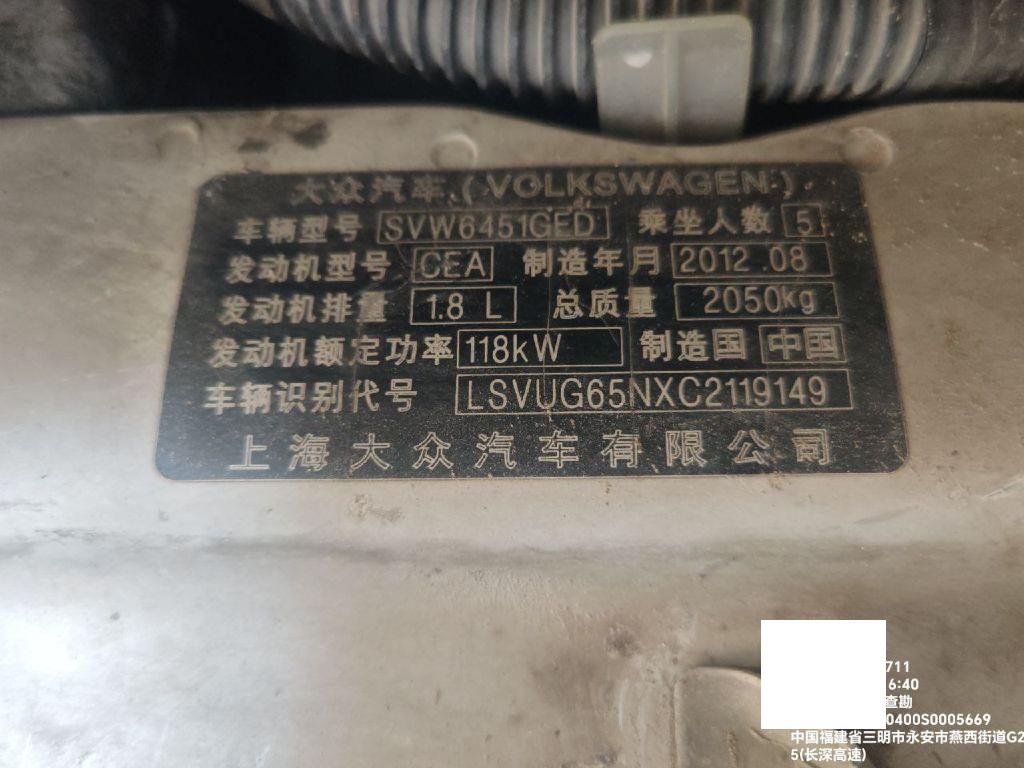 大众汽车(VOLKSWAGEN)
车辆型号 SVW6451GED 乘坐人数 5
发动机型号 CEA 制造年月 2012.08
发动机排量 1.8 L 总质量 2050kg
发动机额定功率 118kW 制造国 中国
车辆识别代号 LSVUG65NXC2119149
上海大众汽车有限公司
711
6:40
查勘
0400S0005669
中国福建省三明市永安市燕西街道G2
5(长深高速)